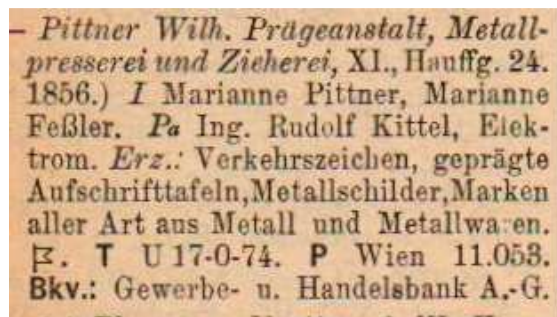 – Pittner Wilh. Prägeanstalt, Metall-
presserei und Zieherei, XI., Hauffg. 24.
1856.) I Marianne Pittner, Marianne
Feßler. Pa Ing. Rudolf Kittel, Elek-
trom. Erz.: Verkehrszeichen, geprägte
Aufschrifttafeln,Metallschilder,Marken
aller Art aus Metall und Metallwaren.
. T U 17-0-74. P Wien 11.053.
Bkv.: Gewerbe- u. Handelsbank A.-G.